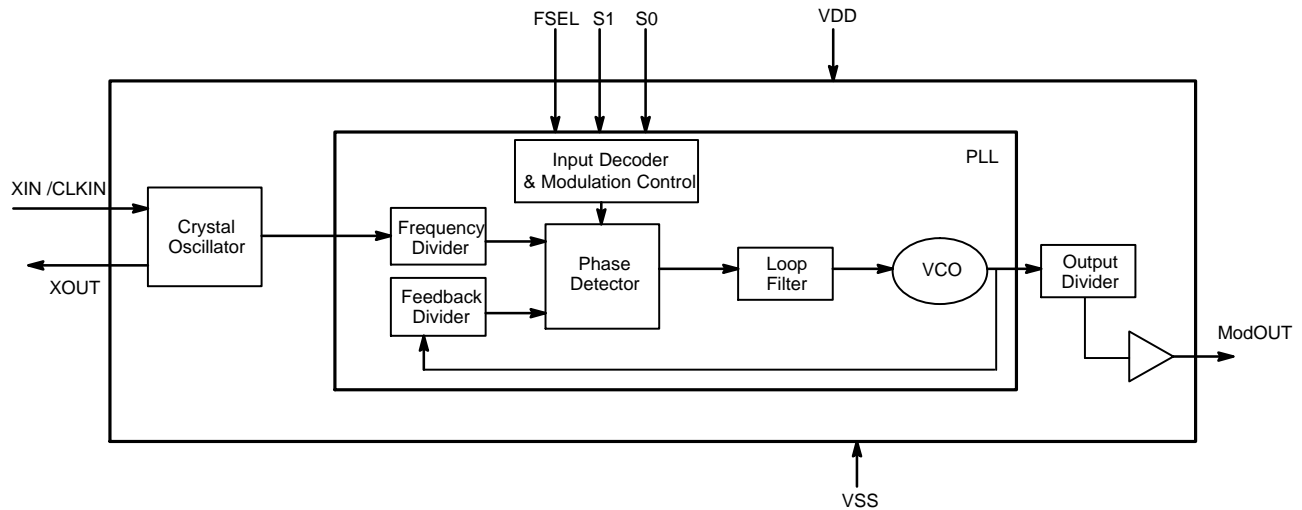 FSEL S1 S0
VDD
PLL
Input Decoder
& Modulation Control
XIN /CLKIN
Crystal
Oscillator
XOUT
Frequency
Divider
Feedback
Divider
Phase
Detector
Loop
Filter
VCO
Output
Divider
ModOUT
VSS